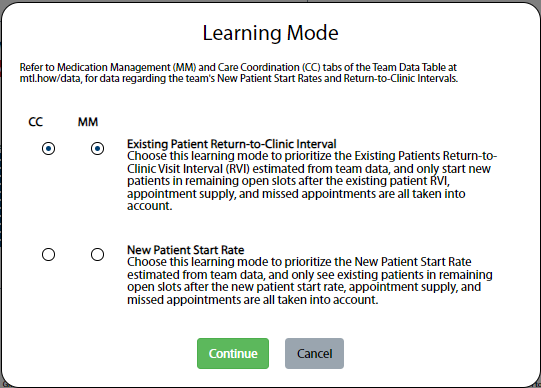 Learning Mode
Refer to Medication Management (MM) and Care Coordination (CC) tabs of the Team Data Table at
mtl.how/data, for data regarding the team's New Patient Start Rates and Return-to-Clinic Intervals.
CC MM
Existing Patient Return-to-Clinic Interval
Choose this learning mode to prioritize the Existing Patients Return-to-
Clinic Visit Interval (RVI) estimated from team data, and only start new
patients in remaining open slots after the existing patient RVI,
appointment supply, and missed appointments are all taken into
account.
New Patient Start Rate
Choose this learning mode to prioritize the New Patient Start Rate
estimated from team data, and only see existing patients in remaining
open slots after the new patient start rate, appointment supply, and
missed appointments are all taken into account.
Continue Cancel